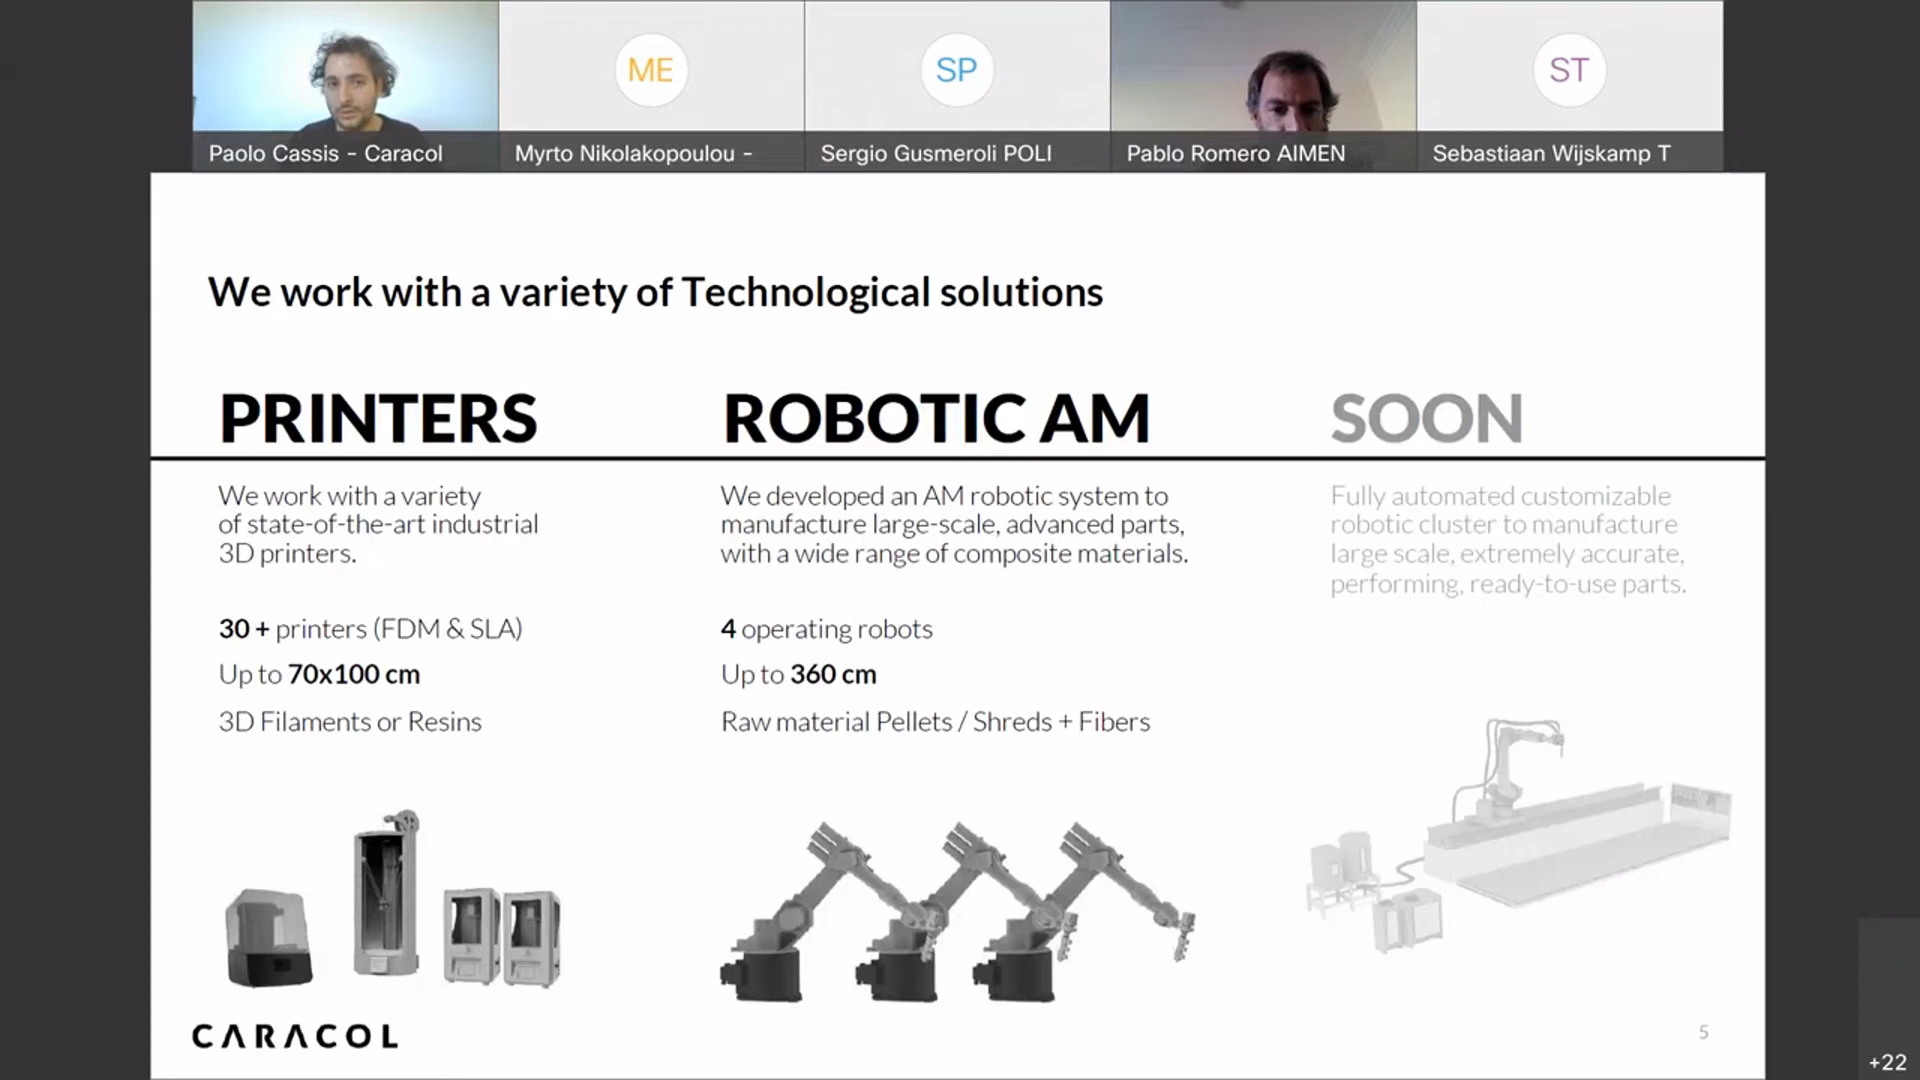 ME
SP
ST
Paolo Cassis - Caracol
Myrto Nikolakopoulou -
Sergio Gusmeroli POLI
Pablo Romero AIMEN
Sebastiaan Wijskamp T
We work with a variety of Technological solutions
PRINTERS
We work with a variety
of state-of-the-art industrial
3D printers.
30 + printers (FDM & SLA)
Up to 70x100 cm
3D Filaments or Resins
ROBOTIC AM
We developed an AM robotic system to
manufacture large-scale, advanced parts,
with a wide range of composite materials.
4 operating robots
Up to 360 cm
Raw material Pellets / Shreds + Fibers
SOON
Fully automated customizable
robotic cluster to manufacture
large scale, extremely accurate,
performing, ready-to-use parts.
CARACOL
5
+22